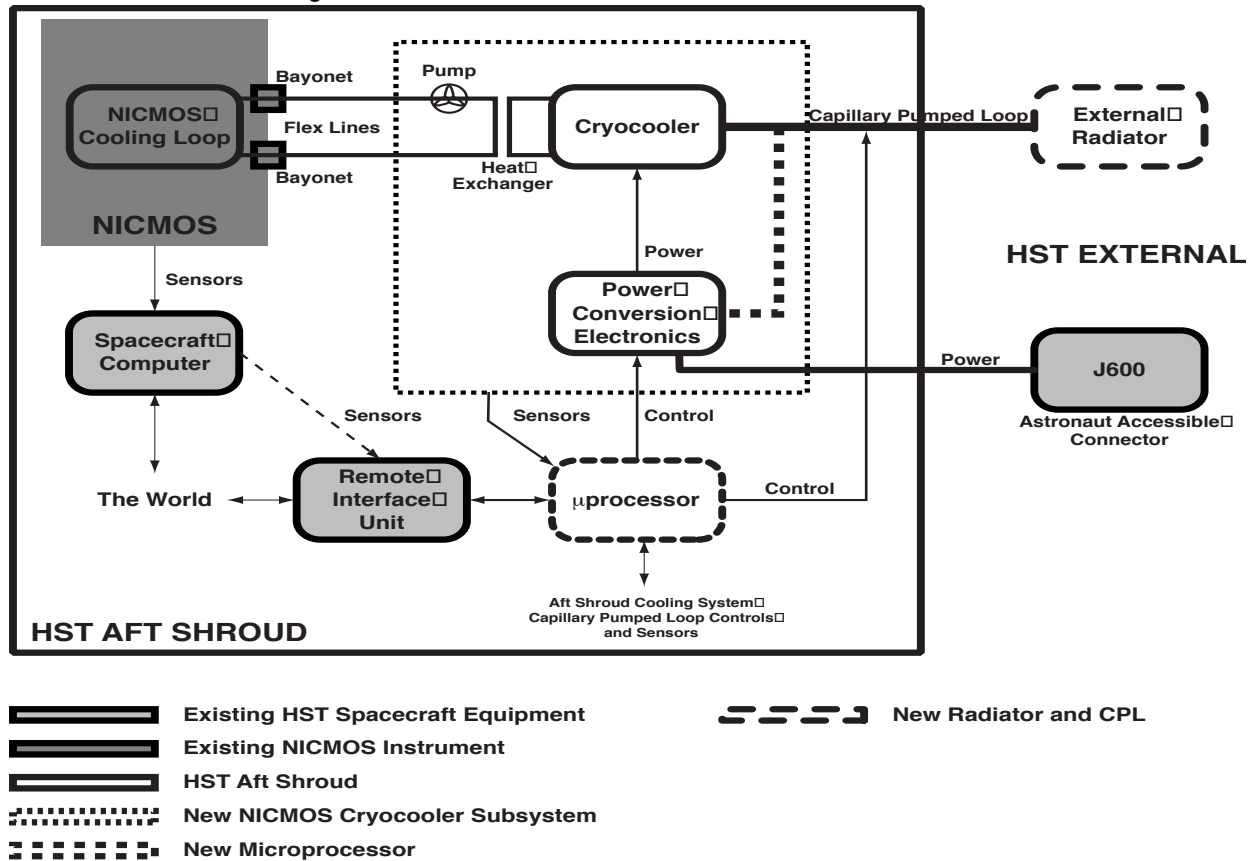 Bayonet
Pump
NICMOS□
Cooling Loop
Flex Lines
Cryocooler
Capillary Pumped Loop
External□
Radiator
Bayonet
Heat□
Exchanger
NICMOS
HST EXTERNAL
Sensors
Power
Power□
Conversion□
Electronics
Spacecraft□
Computer
Power
J600
Astronaut Accessible□
Connector
Sensors
Sensors
Control
The World
Remote□
Interface□
Unit
μprocessor
Control
Aft Shroud Cooling System□
Capillary Pumped Loop Controls□
and Sensors
HST AFT SHROUD
Existing HST Spacecraft Equipment
New Radiator and CPL
Existing NICMOS Instrument
HST Aft Shroud
New NICMOS Cryocooler Subsystem
New Microprocessor